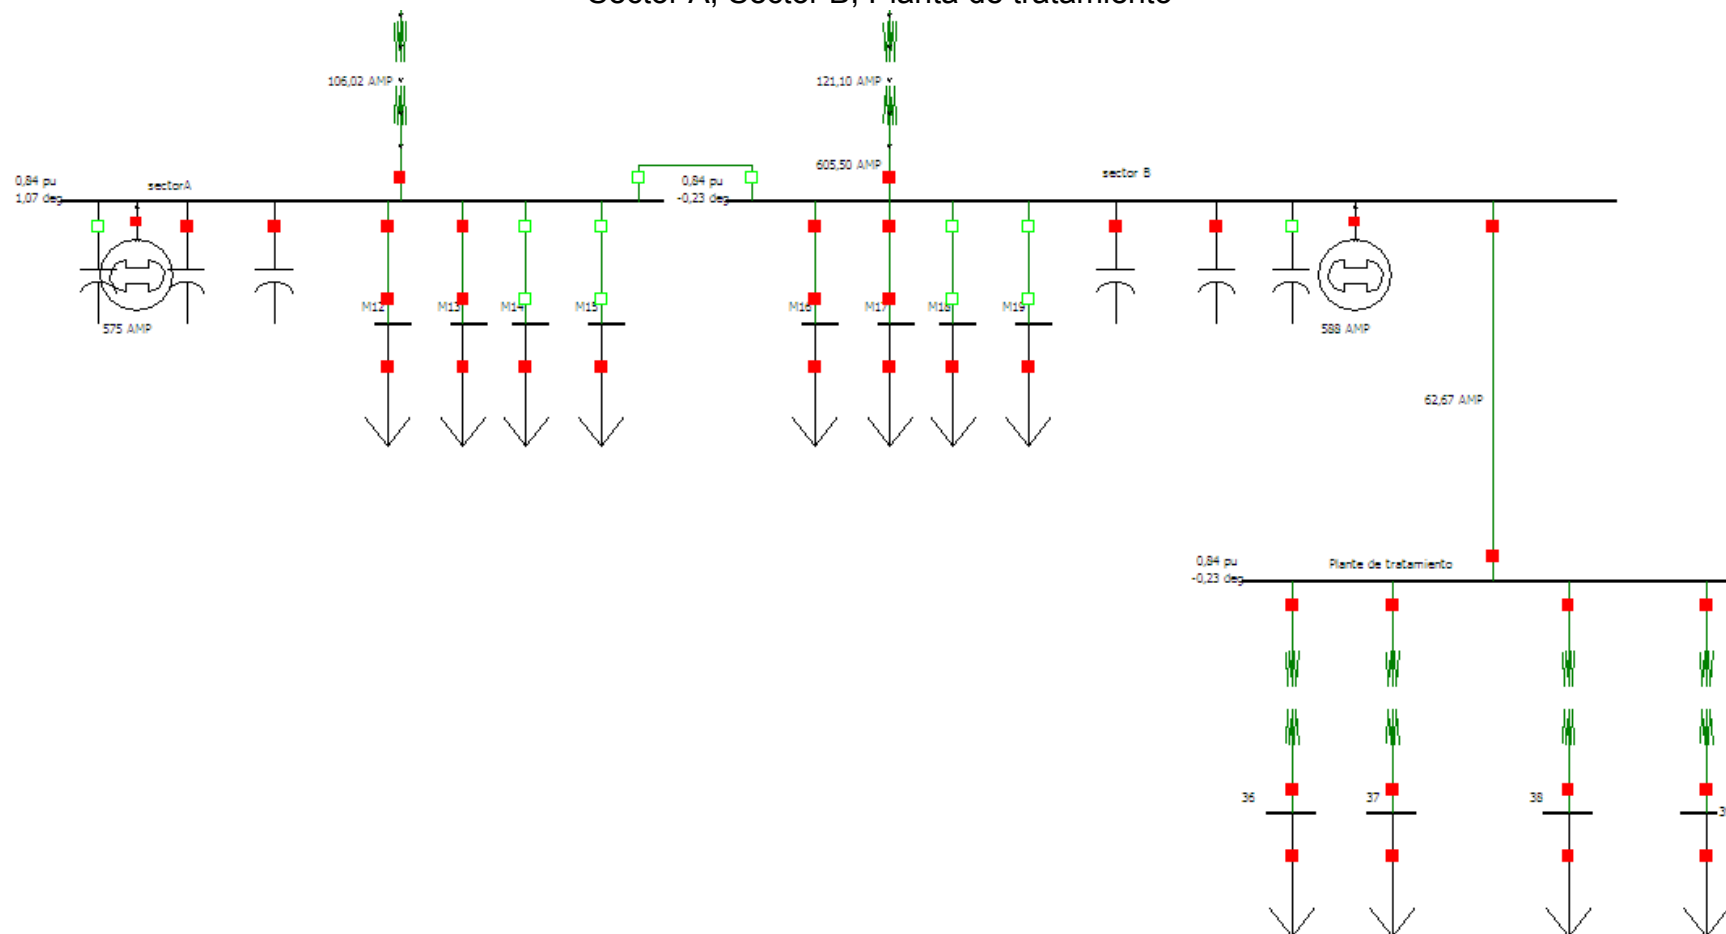 Sector A, Sector B, Planta de tratamiento
106,02 AMP
121,10 AMP
605,50 AMP
0,84 pu
1,07 deg
sectorA
0,84 pu
-0,23 deg
sector B
575 AMP
M12
M13
M14
M15
M16
M17
M18
M19
588 AMP
62,67 AMP
0,84 pu
-0,23 deg
Plante de tratamiento
36
37
38